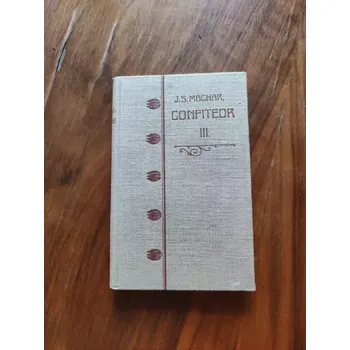 J.S. MACHAR,
CONFITEOR
III.